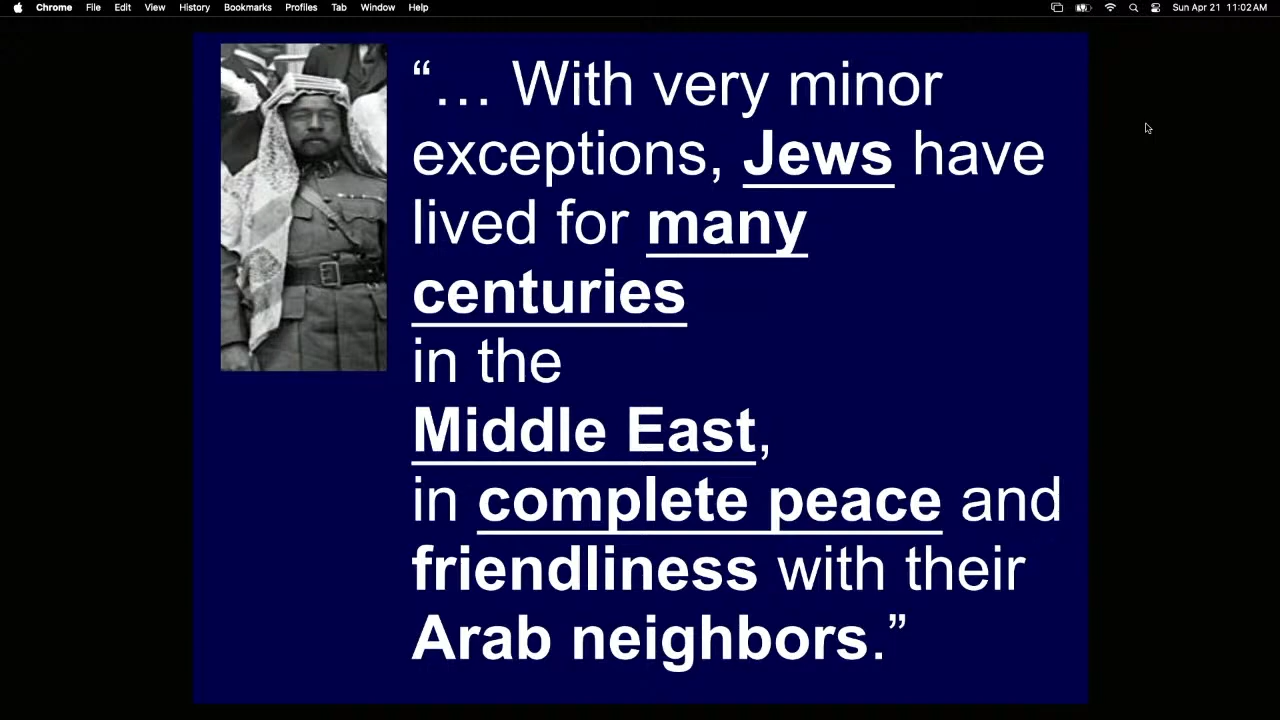 Chrome File Edit View History Bookmarks Profiles Tab Window Help Sun Apr 21 11:02 AM
“… With very minor
exceptions, Jews have
lived for many
centuries
in the
Middle East,
in complete peace and
friendliness with their
Arab neighbors.”